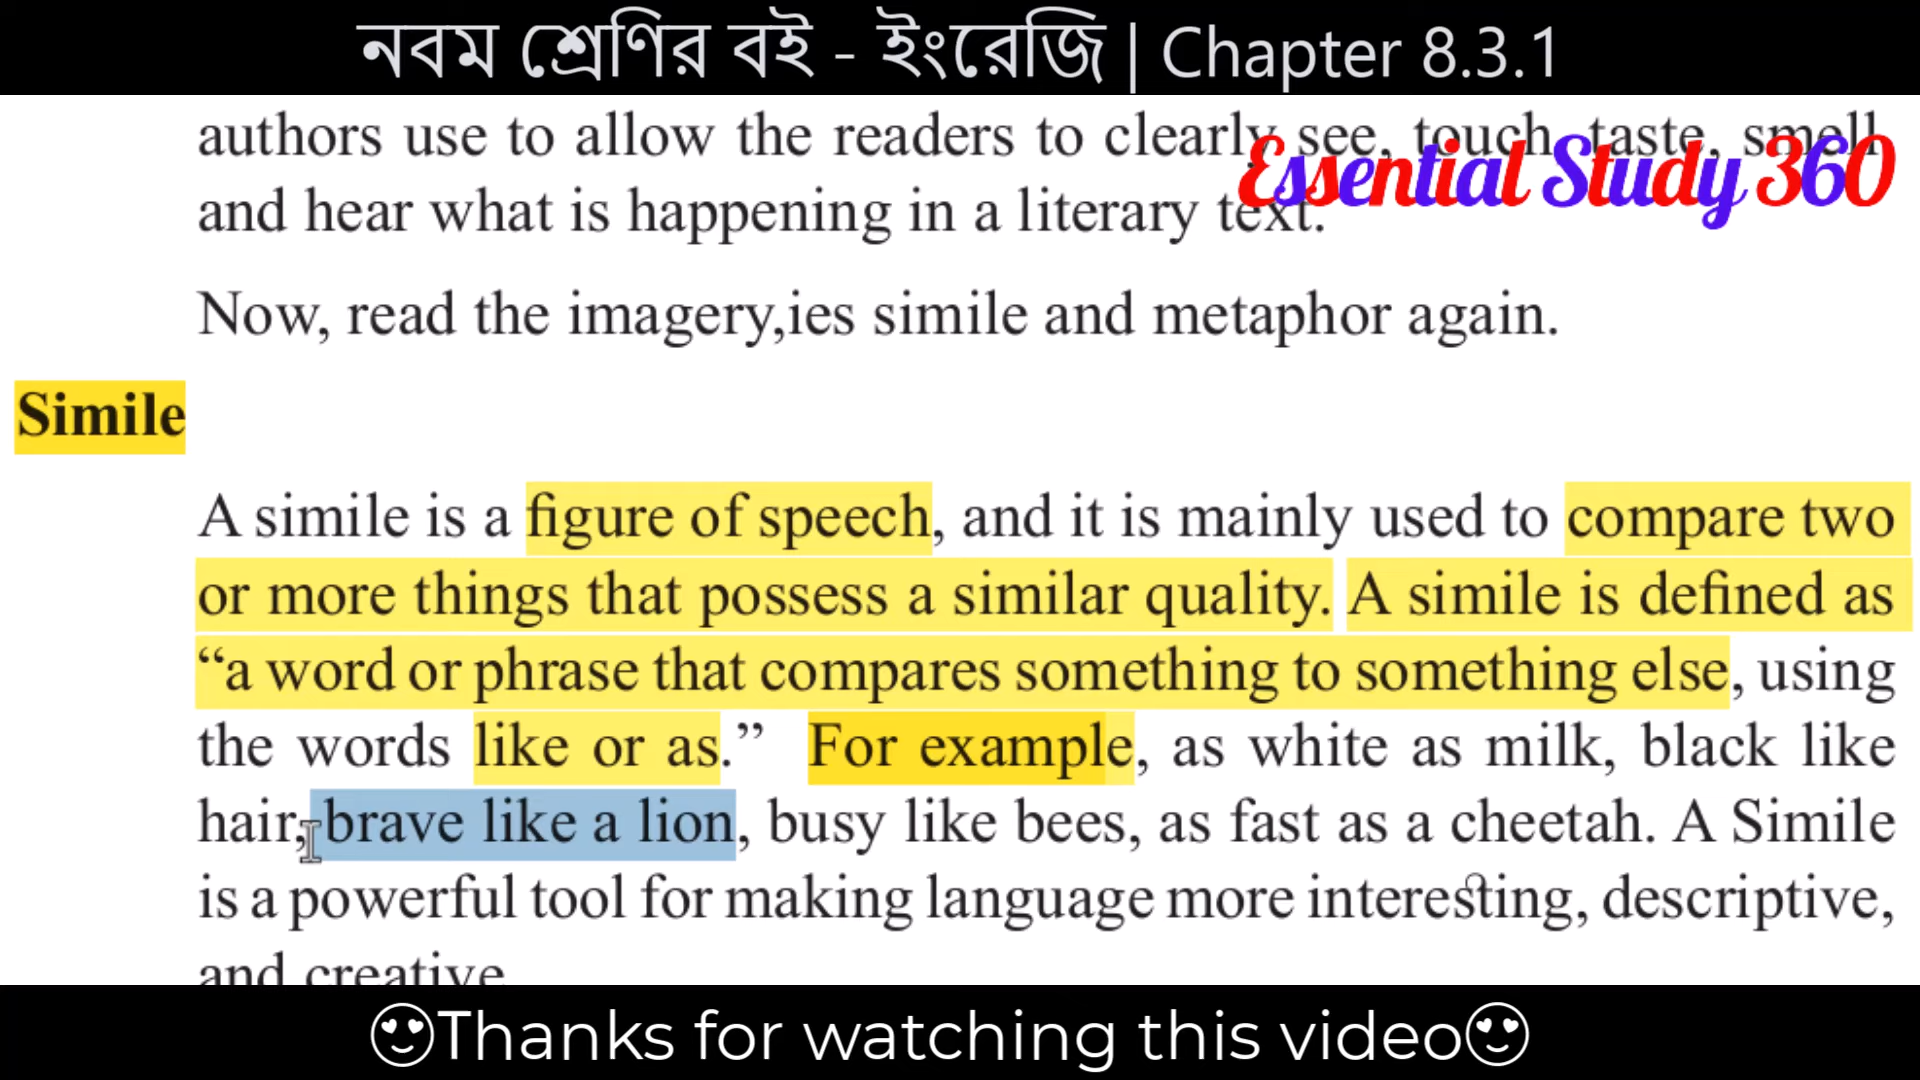 নবম শ্রেণির বই - ইংরেজি | Chapter 8.3.1
authors use to allow the readers to clearly see, touch, taste, smell
Essential Study 360
and hear what is happening in a literary text.
Now, read the imagery,ies simile and metaphor again.
Simile
A simile is a figure of speech, and it is mainly used to compare two
or more things that possess a similar quality. A simile is defined as
“a word or phrase that compares something to something else, using
the words like or as.” For example, as white as milk, black like
hair, brave like a lion, busy like bees, as fast as a cheetah. A Simile
is a powerful tool for making language more interesting, descriptive,
and creative
😍Thanks for watching this video😍